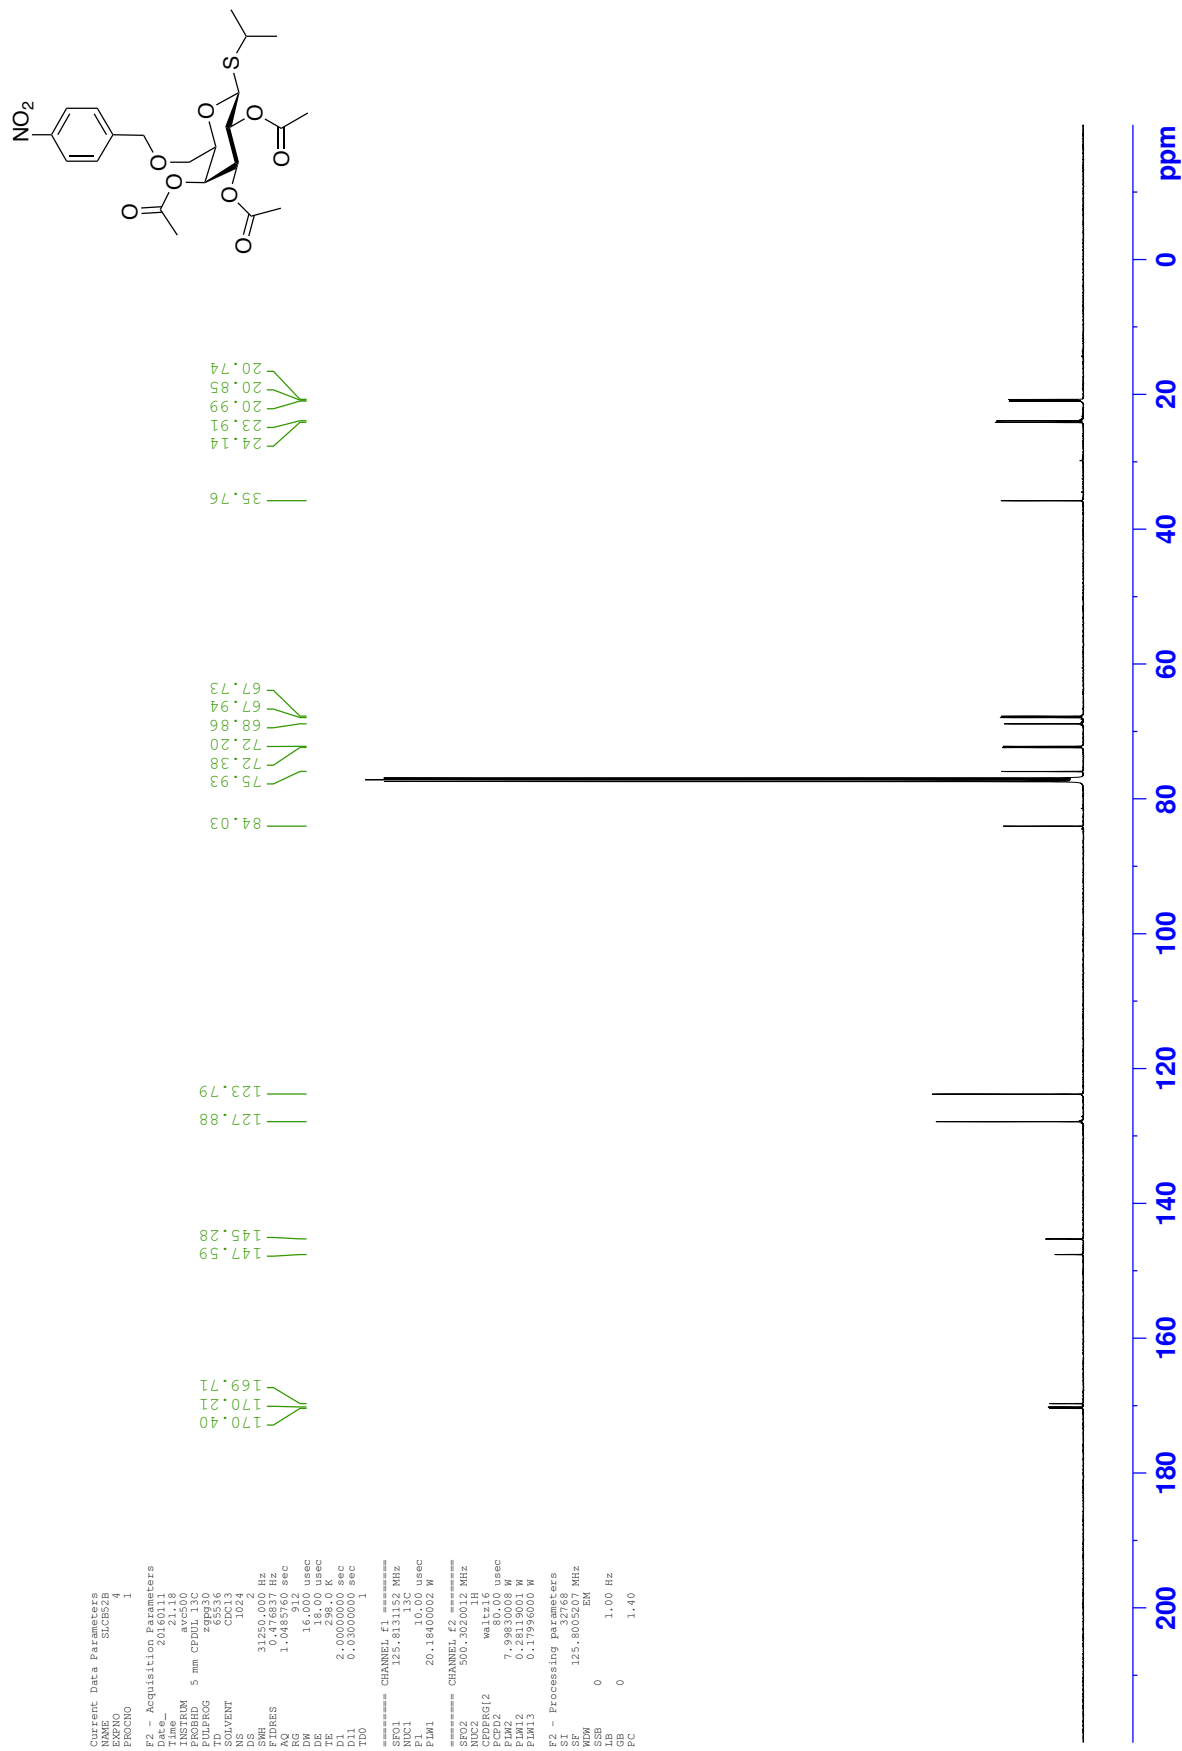 Current Data Parameters
NAME SLCB52B
EXPNO 4
PROCNO 1
F2 - Acquisition Parameters
Date_ 20160111
Time 21.18
INSTRUM avc500
PROBHD 5 mm CPDUL 13C
PULPROG zgpg30
TD 65536
SOLVENT CDCl3
NS 1024
DS 2
SWH 31250.000 Hz
FIDRES 0.476837 Hz
AQ 1.0485760 sec
RG 912
DW 16.000 usec
DE 18.00 usec
TE 298.0 K
D1 2.00000000 sec
D11 0.03000000 sec
TD0 1
======== CHANNEL f1 ========
SFO1 125.8131152 MHz
NUC1 13C
P1 10.00 usec
PLW1 20.18400002 W
======== CHANNEL f2 ========
SFO2 500.3020012 MHz
NUC2 1H
CPDPRG[2 waltz16
PCPD2 80.00 usec
PLW2 7.99839008 W
PLW12 0.28119001 W
PLW13 0.17996000 W
F2 - Processing parameters
SI 32768
SF 125.8005207 MHz
WDW EM
SSB 0
LB 1.00 Hz
GB 0
PC 1.40
170.40
170.21
169.71
147.59
145.28
127.88
123.79
84.03
75.93
72.38
72.20
68.86
67.94
67.73
35.76
24.14
23.91
20.99
20.85
20.74
NO2
O
O
O
O
O
O
O
O
S
200 180 160 140 120 100 80 60 40 20 0 ppm